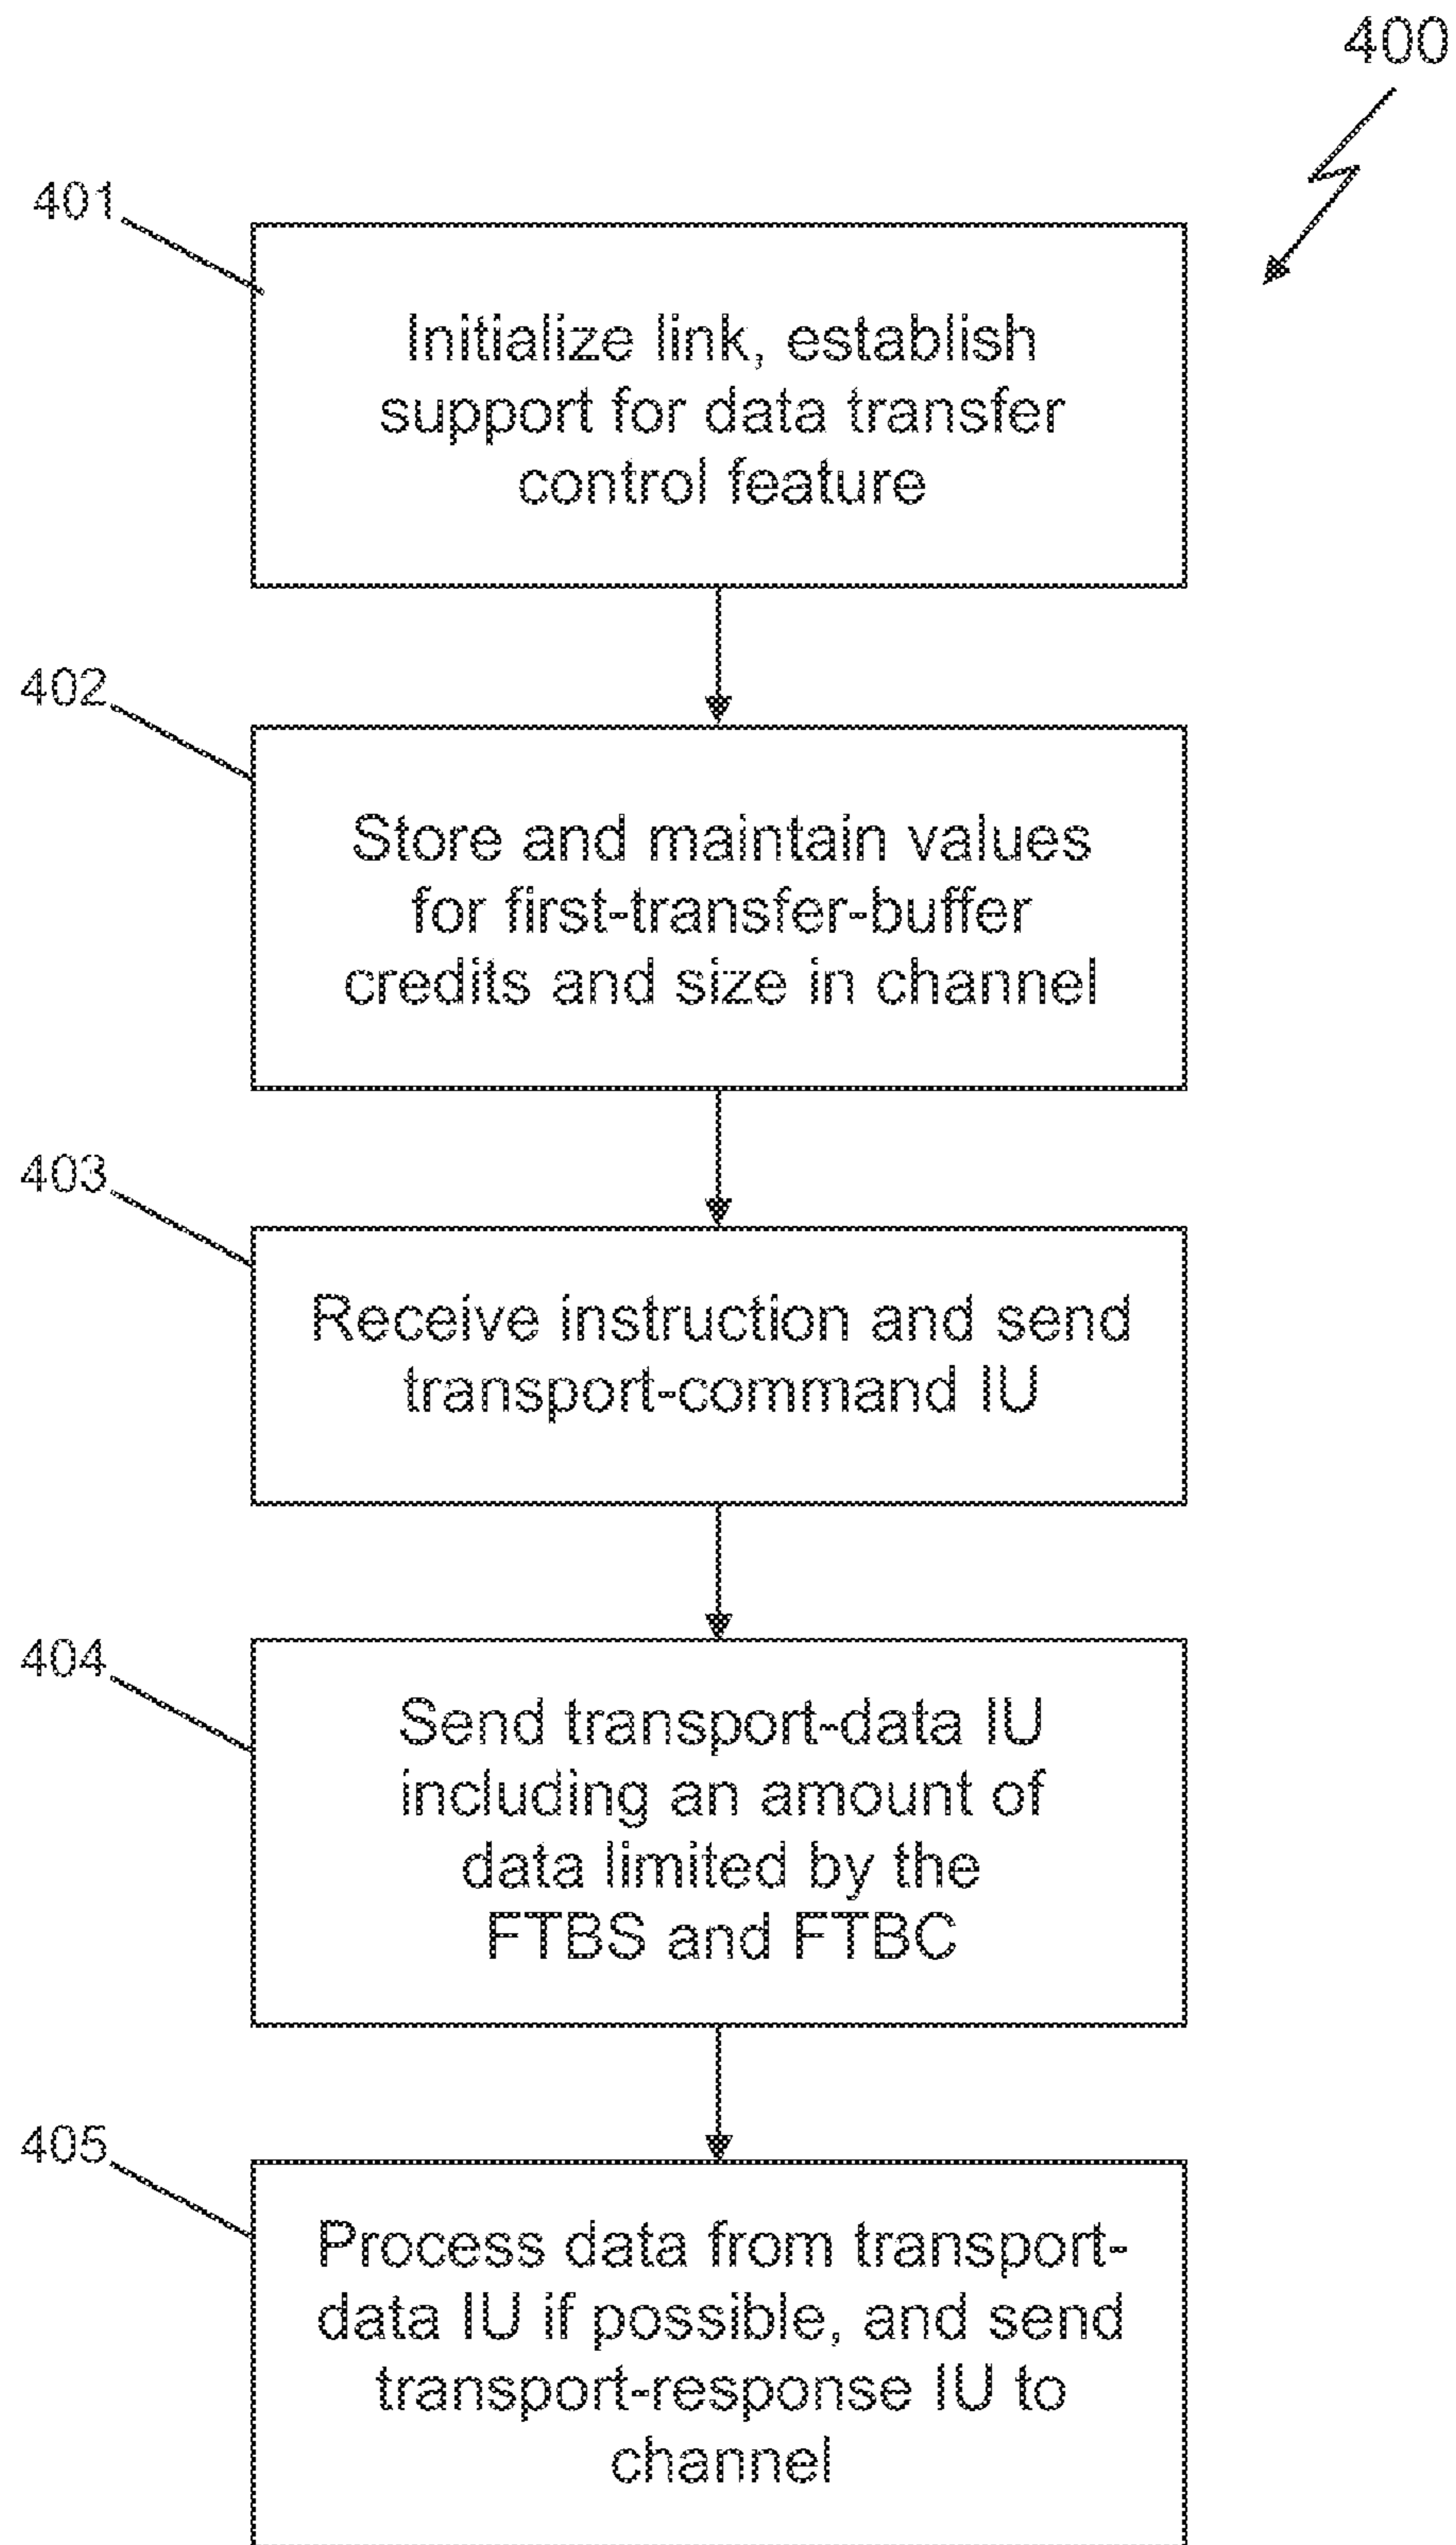 400
401
Initialize link, establish
support for data transfer
control feature
402
Store and maintain values
for first-transfer-buffer
credits and size in channel
403
Receive instruction and send
transport-command IU
404
Send transport-data IU
including an amount of
data limited by the
FTBS and FTBC
405
Process data from transport-
data IU if possible, and send
transport-response IU to
channel